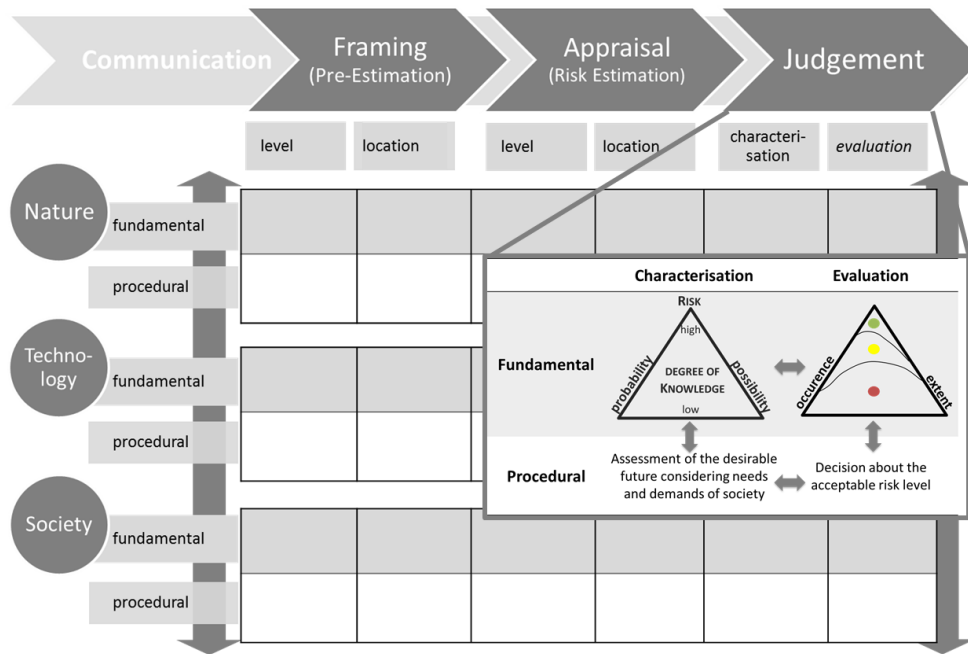 Communication
Framing
(Pre-Estimation)
Appraisal
(Risk Estimation)
Judgement
level
location
level
location
characteri-
sation
evaluation
Nature
fundamental
procedural
Techno-
logy
fundamental
procedural
Society
fundamental
procedural
Characterisation
Evaluation
Fundamental
RISK
high
probability
possibility
DEGREE OF
KNOWLEDGE
low
occurence
extent
Procedural
Assessment of the desirable
future considering needs
and demands of society
Decision about the
acceptable risk level